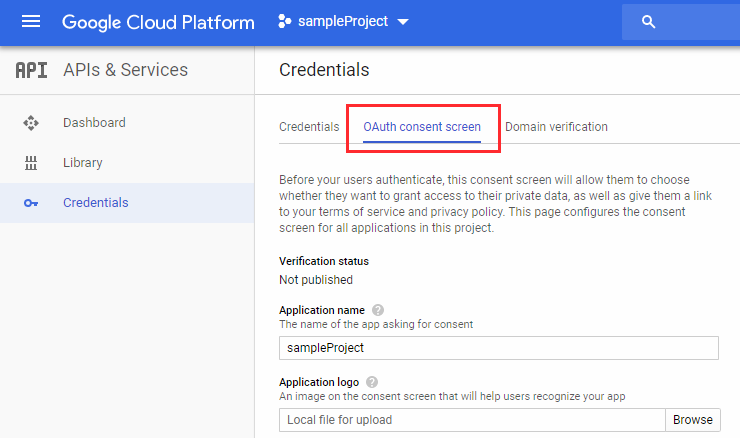 Google Cloud Platform sampleProject
API APIs & Services
Dashboard
Library
Credentials
Credentials
Credentials OAuth consent screen Domain verification
Before your users authenticate, this consent screen will allow them to choose
whether they want to grant access to their private data, as well as give them a link
to your terms of service and privacy policy. This page configures the consent
screen for all applications in this project.
Verification status
Not published
Application name ?
The name of the app asking for consent
sampleProject
Application logo ?
An image on the consent screen that will help users recognize your app
Local file for upload Browse